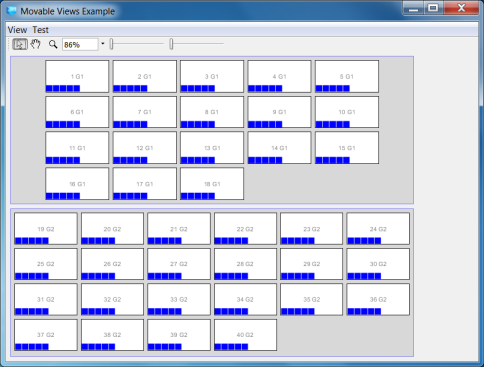 Movable Views Example
View Test
86%
1 G1 2 G1 3 G1 4 G1 5 G1
6 G1 7 G1 8 G1 9 G1 10 G1
11 G1 12 G1 13 G1 14 G1 15 G1
16 G1 17 G1 18 G1
19 G2 20 G2 21 G2 22 G2 23 G2 24 G2
25 G2 26 G2 27 G2 28 G2 29 G2 30 G2
31 G2 32 G2 33 G2 34 G2 35 G2 36 G2
37 G2 38 G2 39 G2 40 G2